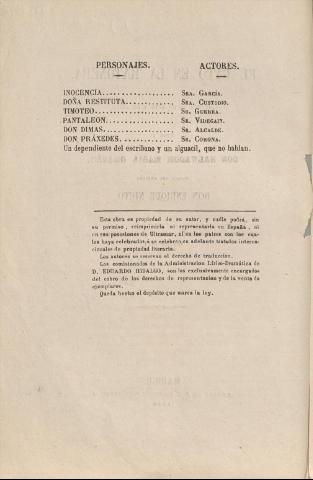 PERSONAJES. ACTORES.
INOCENCIA................... SRA. GARCÍA.
DOÑA RESTITUTA............ SRA. CUSTODIO.
TIMOTEO..................... SR. GUERRA.
PANTALEON.................. SR. VIDEGAIN.
DON DIMAS.................. SR. ALCALDE.
DON PRÁXEDES.............. SR. CORONA.
Un dependiente del escribano y un alguacil, que no hablan.
Esta obra es propiedad de su autor, y nadie podrá, sin
su permiso, reimprimirla ni representarla en España, ni
en sus posesiones de Ultramar, ni en los países con los cua-
les haya celebrados, ó se celebren en adelante tratados interna-
cionales de propiedad literaria.
Los autores se reservan el derecho de traduccion.
Los comisionados de la Administracion Lírico-Dramática de
D. EDUARDO HIDALGO, son los exclusivamente encargados
del cobro de los derechos de representacion y de la venta de
ejemplares.
Queda hecho el depósito que marca la ley.